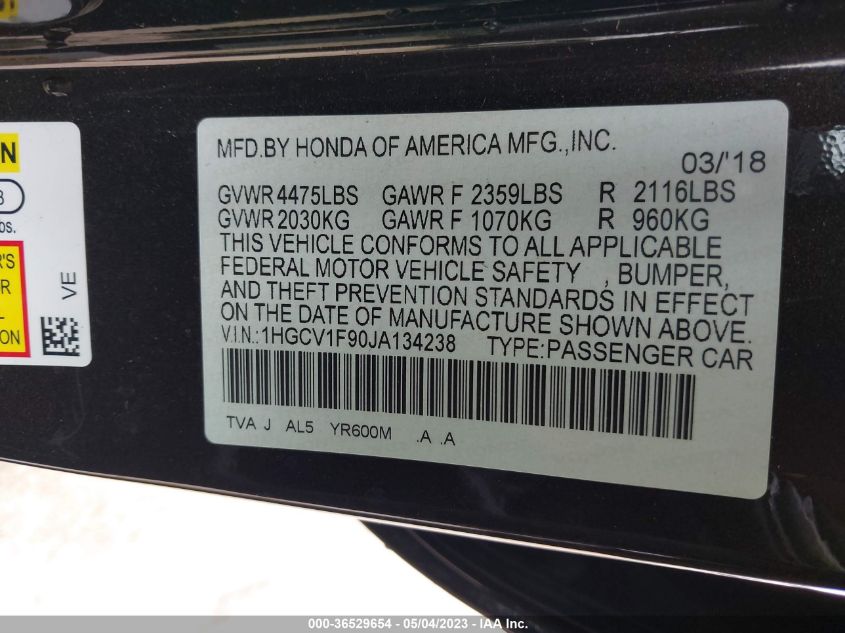 MFD.BY HONDA OF AMERICA MFG.,INC.
03/'18
GVWR 4475LBS GAWR F 2359LBS R 2116LBS
GVWR 2030KG GAWR F 1070KG R 960KG
THIS VEHICLE CONFORMS TO ALL APPLICABLE
FEDERAL MOTOR VEHICLE SAFETY , BUMPER,
AND THEFT PREVENTION STANDARDS IN EFFECT
ON THE DATE OF MANUFACTURE SHOWN ABOVE.
V.I.N.:1HGCV1F90JA134238 TYPE:PASSENGER CAR
TVA J AL5 YR600M .A .A
VE
000-36529654 - 05/04/2023 - IAA Inc.